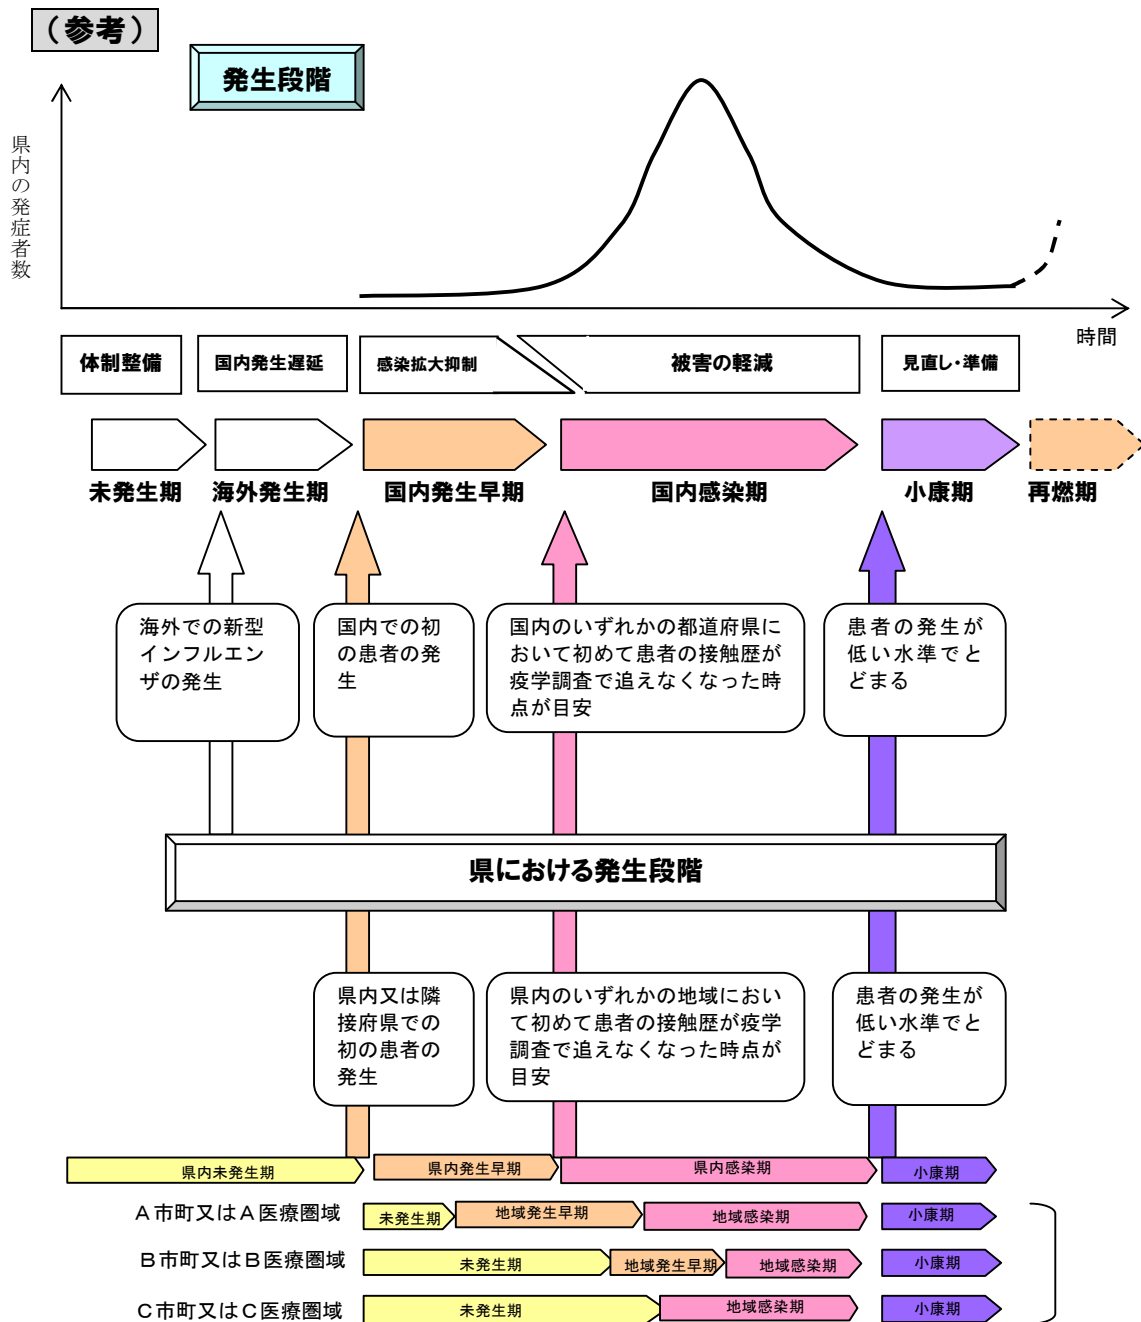 （参考）
発生段階
県内の発症者数
時間
体制整備
国内発生遅延
感染拡大抑制
被害の軽減
見直し・準備
未発生期
海外発生期
国内発生早期
国内感染期
小康期
再燃期
海外での新型
インフルエン
ザの発生
国内での初
の患者の発
生
国内のいずれかの都道府県に
おいて初めて患者の接触歴が
疫学調査で追えなくなった時
点が目安
患者の発生が
低い水準でと
どまる
県における発生段階
県内又は隣
接府県での
初の患者の
発生
県内のいずれかの地域におい
て初めて患者の接触歴が疫学
調査で追えなくなった時点が
目安
患者の発生が
低い水準でと
どまる
県内未発生期
県内発生早期
県内感染期
小康期
Ａ市町又はＡ医療圏域
未発生期
地域発生早期
地域感染期
小康期
Ｂ市町又はＢ医療圏域
未発生期
地域発生早期
地域感染期
小康期
Ｃ市町又はＣ医療圏域
未発生期
地域感染期
小康期